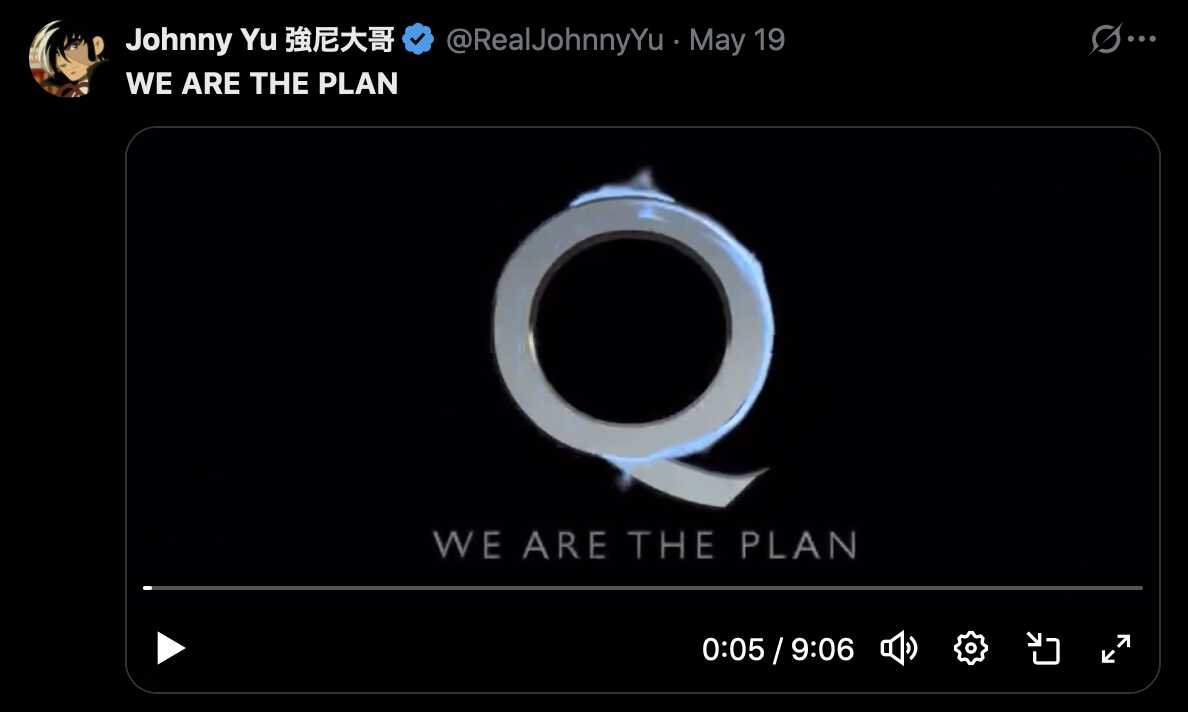 Johnny Yu 強尼大哥 @RealJohnnyYu · May 19
WE ARE THE PLAN
Q
WE ARE THE PLAN
0:05 / 9:06